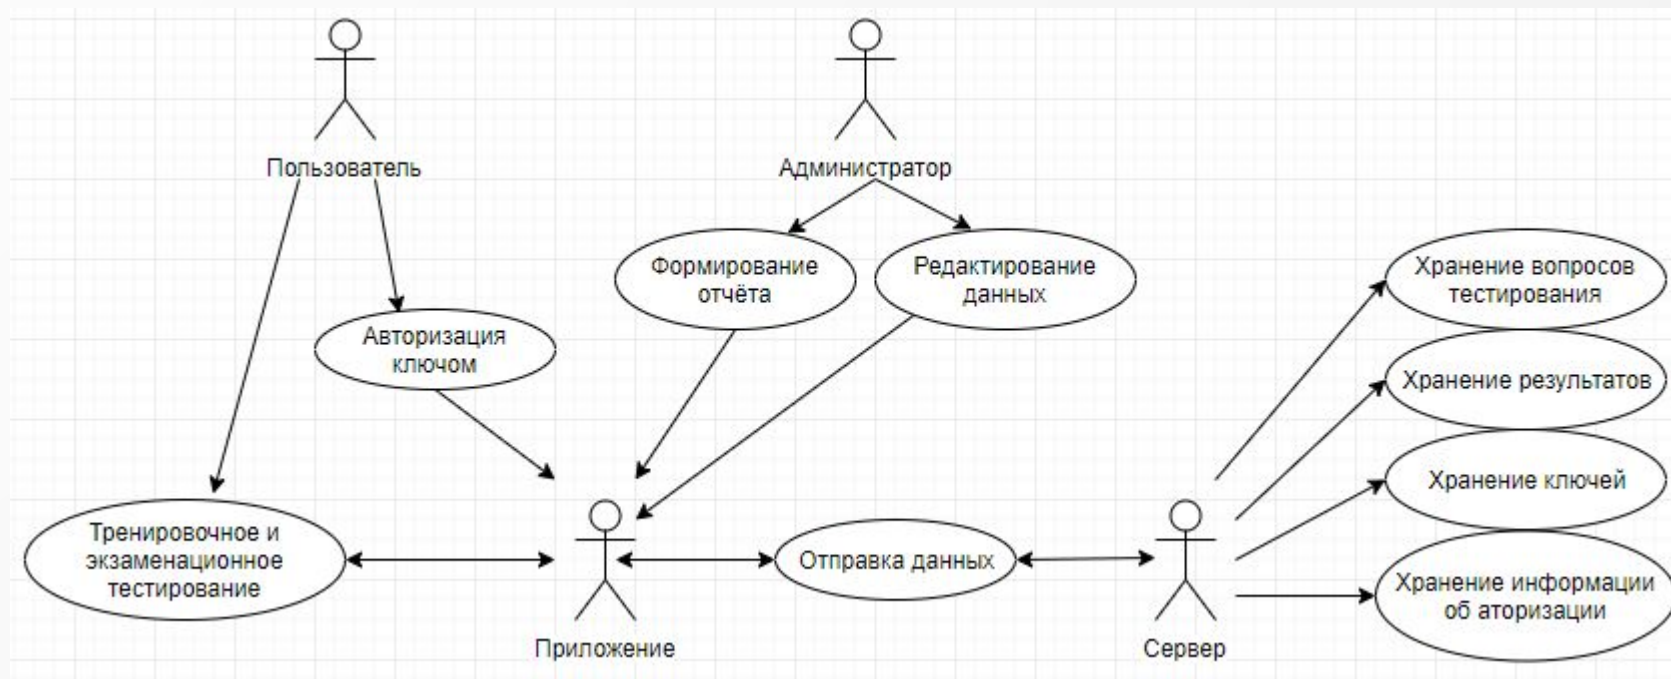 Пользователь
Администратор
Формирование
отчёта
Редактирование
данных
Хранение вопросов
тестирования
Авторизация
ключом
Хранение результатов
Хранение ключей
Тренировочное и
экзаменационное
тестирование
Отправка данных
Хранение информации
об аторизации
Приложение
Сервер